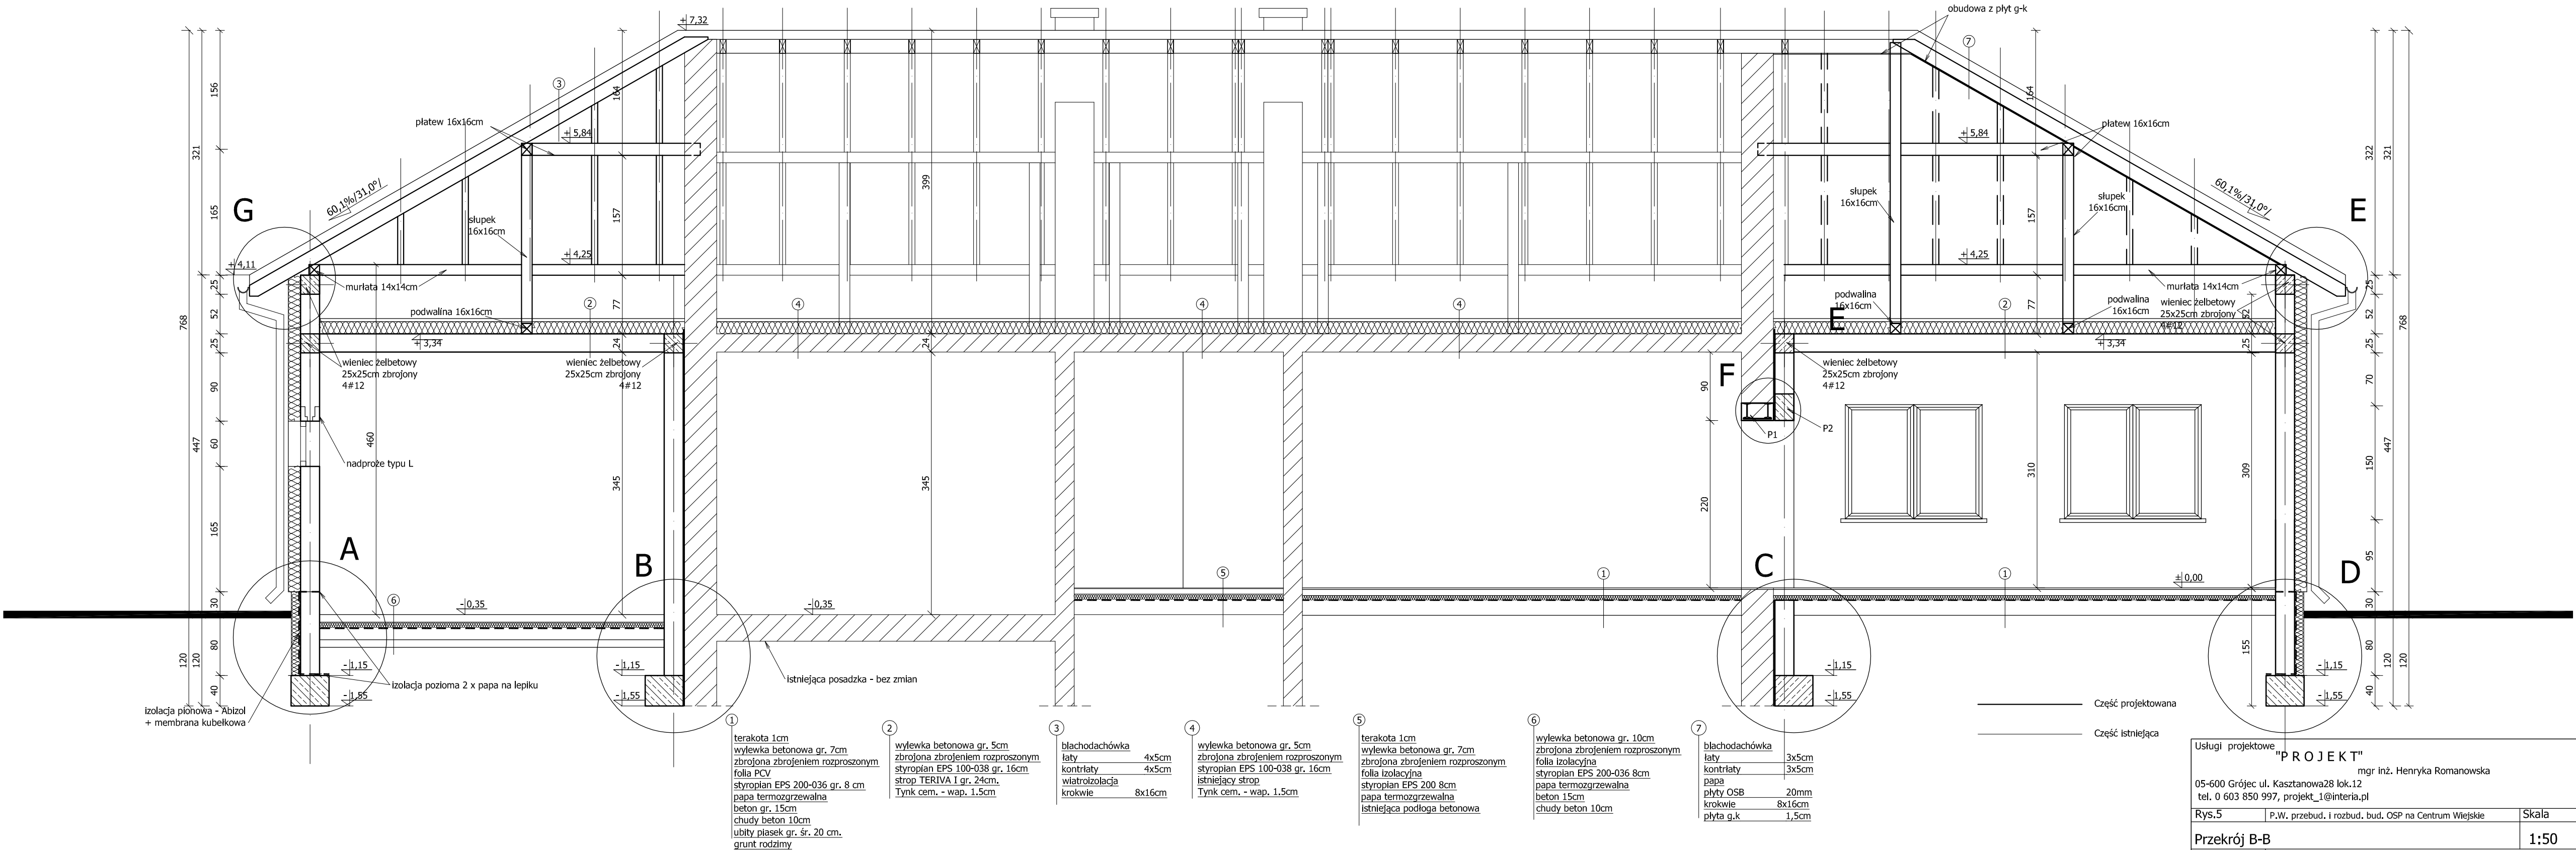 + 7,32
obudowa z płyt g-k
3
7
płatew 16x16cm
+ 5,84
+ 5,84
płatew 16x16cm
156
321
164
399
164
322
321
60,1%/31,0°/
60,1%/31,0°/
G
E
165
słupek
16x16cm
157
słupek
16x16cm
157
słupek
16x16cm
+ 4,11
+ 4,25
+ 4,25
murłata 14x14cm
murłata 14x14cm
podwalina 16x16cm
2
4
4
4
podwalina
16x16cm
2
podwalina
16x16cm
wieniec żelbetowy
25x25cm zbrojony
4#12
E
768
25
52
25
77
24
+ 3,34
24
77
+ 3,34
52
25
25
52
25
768
wieniec żelbetowy
25x25cm zbrojony
4#12
wieniec żelbetowy
25x25cm zbrojony
4#12
wieniec żelbetowy
25x25cm zbrojony
4#12
F
90
447
60
460
nadproże typu L
345
345
90
P1
P2
220
310
309
70
447
150
165
95
A
B
C
D
5
1
1
± 0,00
6
- 0,35
- 0,35
30
80
40
120
120
30
80
40
120
120
155
- 1,15
- 1,55
- 1,15
- 1,55
- 1,15
- 1,55
- 1,15
- 1,55
izolacja pozioma 2 x papa na lepiku
istniejąca posadzka - bez zmian
izolacja pionowa - Abizol
+ membrana kubełkowa
Część projektowana
Część istniejąca
1
terakota 1cm
wylewka betonowa gr. 7cm
zbrojona zbrojeniem rozproszonym
folia PCV
styropian EPS 200-036 gr. 8 cm
papa termozgrzewalna
beton gr. 15cm
chudy beton 10cm
ubity piasek gr. śr. 20 cm.
grunt rodzimy
2
wylewka betonowa gr. 5cm
zbrojona zbrojeniem rozproszonym
styropian EPS 100-038 gr. 16cm
strop TERIVA I gr. 24cm.
Tynk cem. - wap. 1.5cm
3
blachodachówka
łaty 4x5cm
kontrłaty 4x5cm
wiatroizolacja
krokwie 8x16cm
4
wylewka betonowa gr. 5cm
zbrojona zbrojeniem rozproszonym
styropian EPS 100-038 gr. 16cm
istniejący strop
Tynk cem. - wap. 1.5cm
5
terakota 1cm
wylewka betonowa gr. 7cm
zbrojona zbrojeniem rozproszonym
folia izolacyjna
styropian EPS 200 8cm
papa termozgrzewalna
istniejąca podłoga betonowa
6
wylewka betonowa gr. 10cm
zbrojona zbrojeniem rozproszonym
folia izolacyjna
styropian EPS 200-036 8cm
papa termozgrzewalna
beton 15cm
chudy beton 10cm
7
blachodachówka
łaty 3x5cm
kontrłaty 3x5cm
papa
płyty OSB 20mm
krokwie 8x16cm
płyta g.k 1,5cm
Usługi projektowe
"P R O J E K T"
mgr inż. Henryka Romanowska
05-600 Grójec ul. Kasztanowa28 lok.12
tel. 0 603 850 997, projekt_1@interia.pl
Rys.5 P.W. przebud. i rozbud. bud. OSP na Centrum Wiejskie Skala
Przekrój B-B 1:50